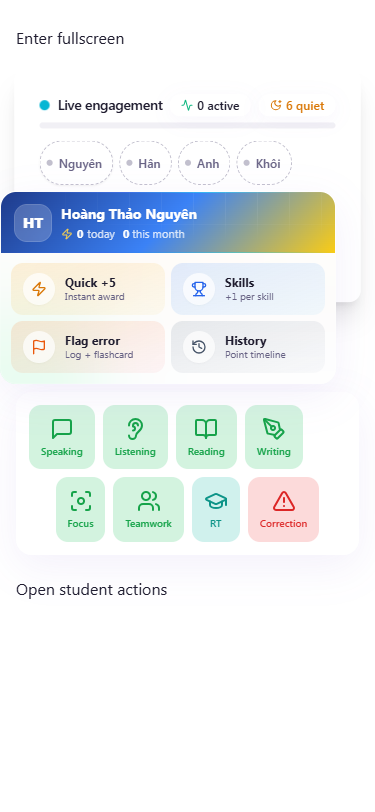 Enter fullscreen
Live engagement
0 active
6 quiet
Nguyên
Hân
Anh
Khôi
HT
Hoàng Thảo Nguyên
0 today 0 this month
Quick +5
Instant award
Skills
+1 per skill
Flag error
Log + flashcard
History
Point timeline
Speaking
Listening
Reading
Writing
Focus
Teamwork
RT
Correction
Open student actions